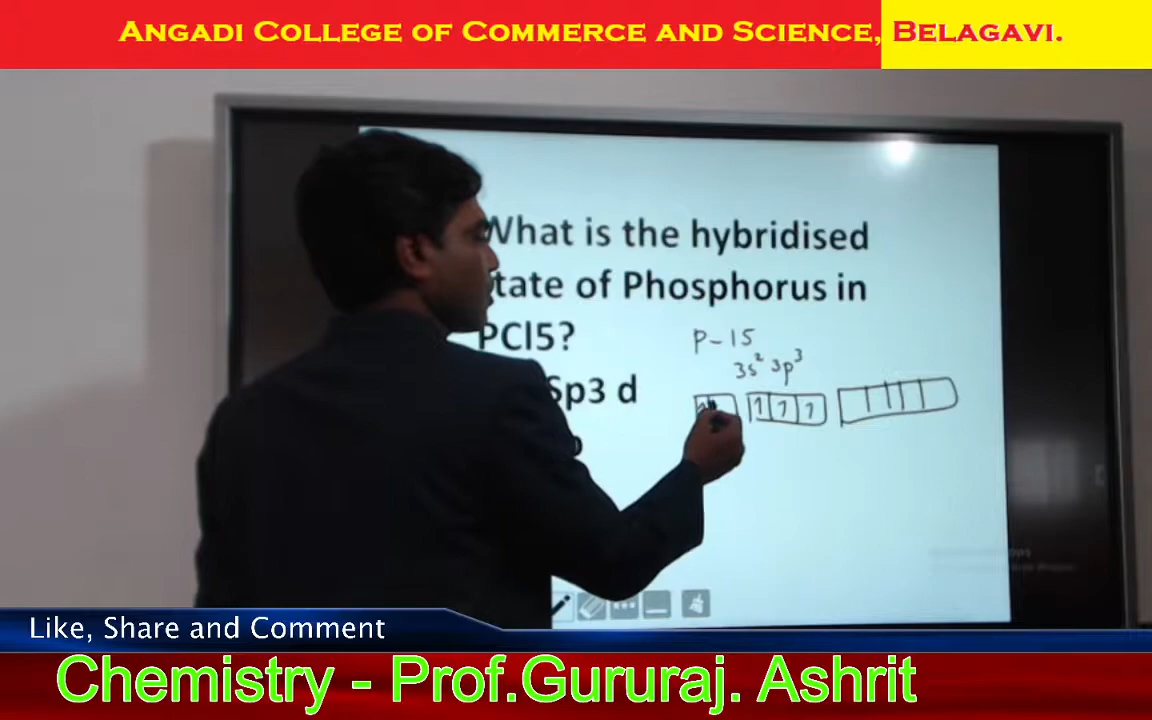 ANGADI COLLEGE OF COMMERCE AND SCIENCE, BELAGAVI.
What is the hybridised
tate of Phosphorus in
PCl5?
P-15
3s² 3p³
Sp3 d
Like, Share and Comment
Chemistry - Prof.Gururaj. Ashrit